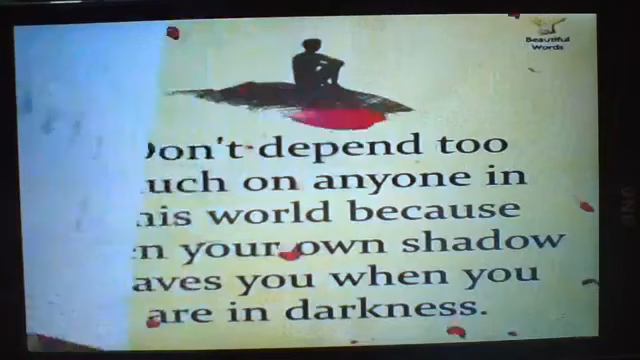 Beautiful
Words
on't depend too
uch on anyone in
his world because
n your own shadow
aves you when you
are in darkness.